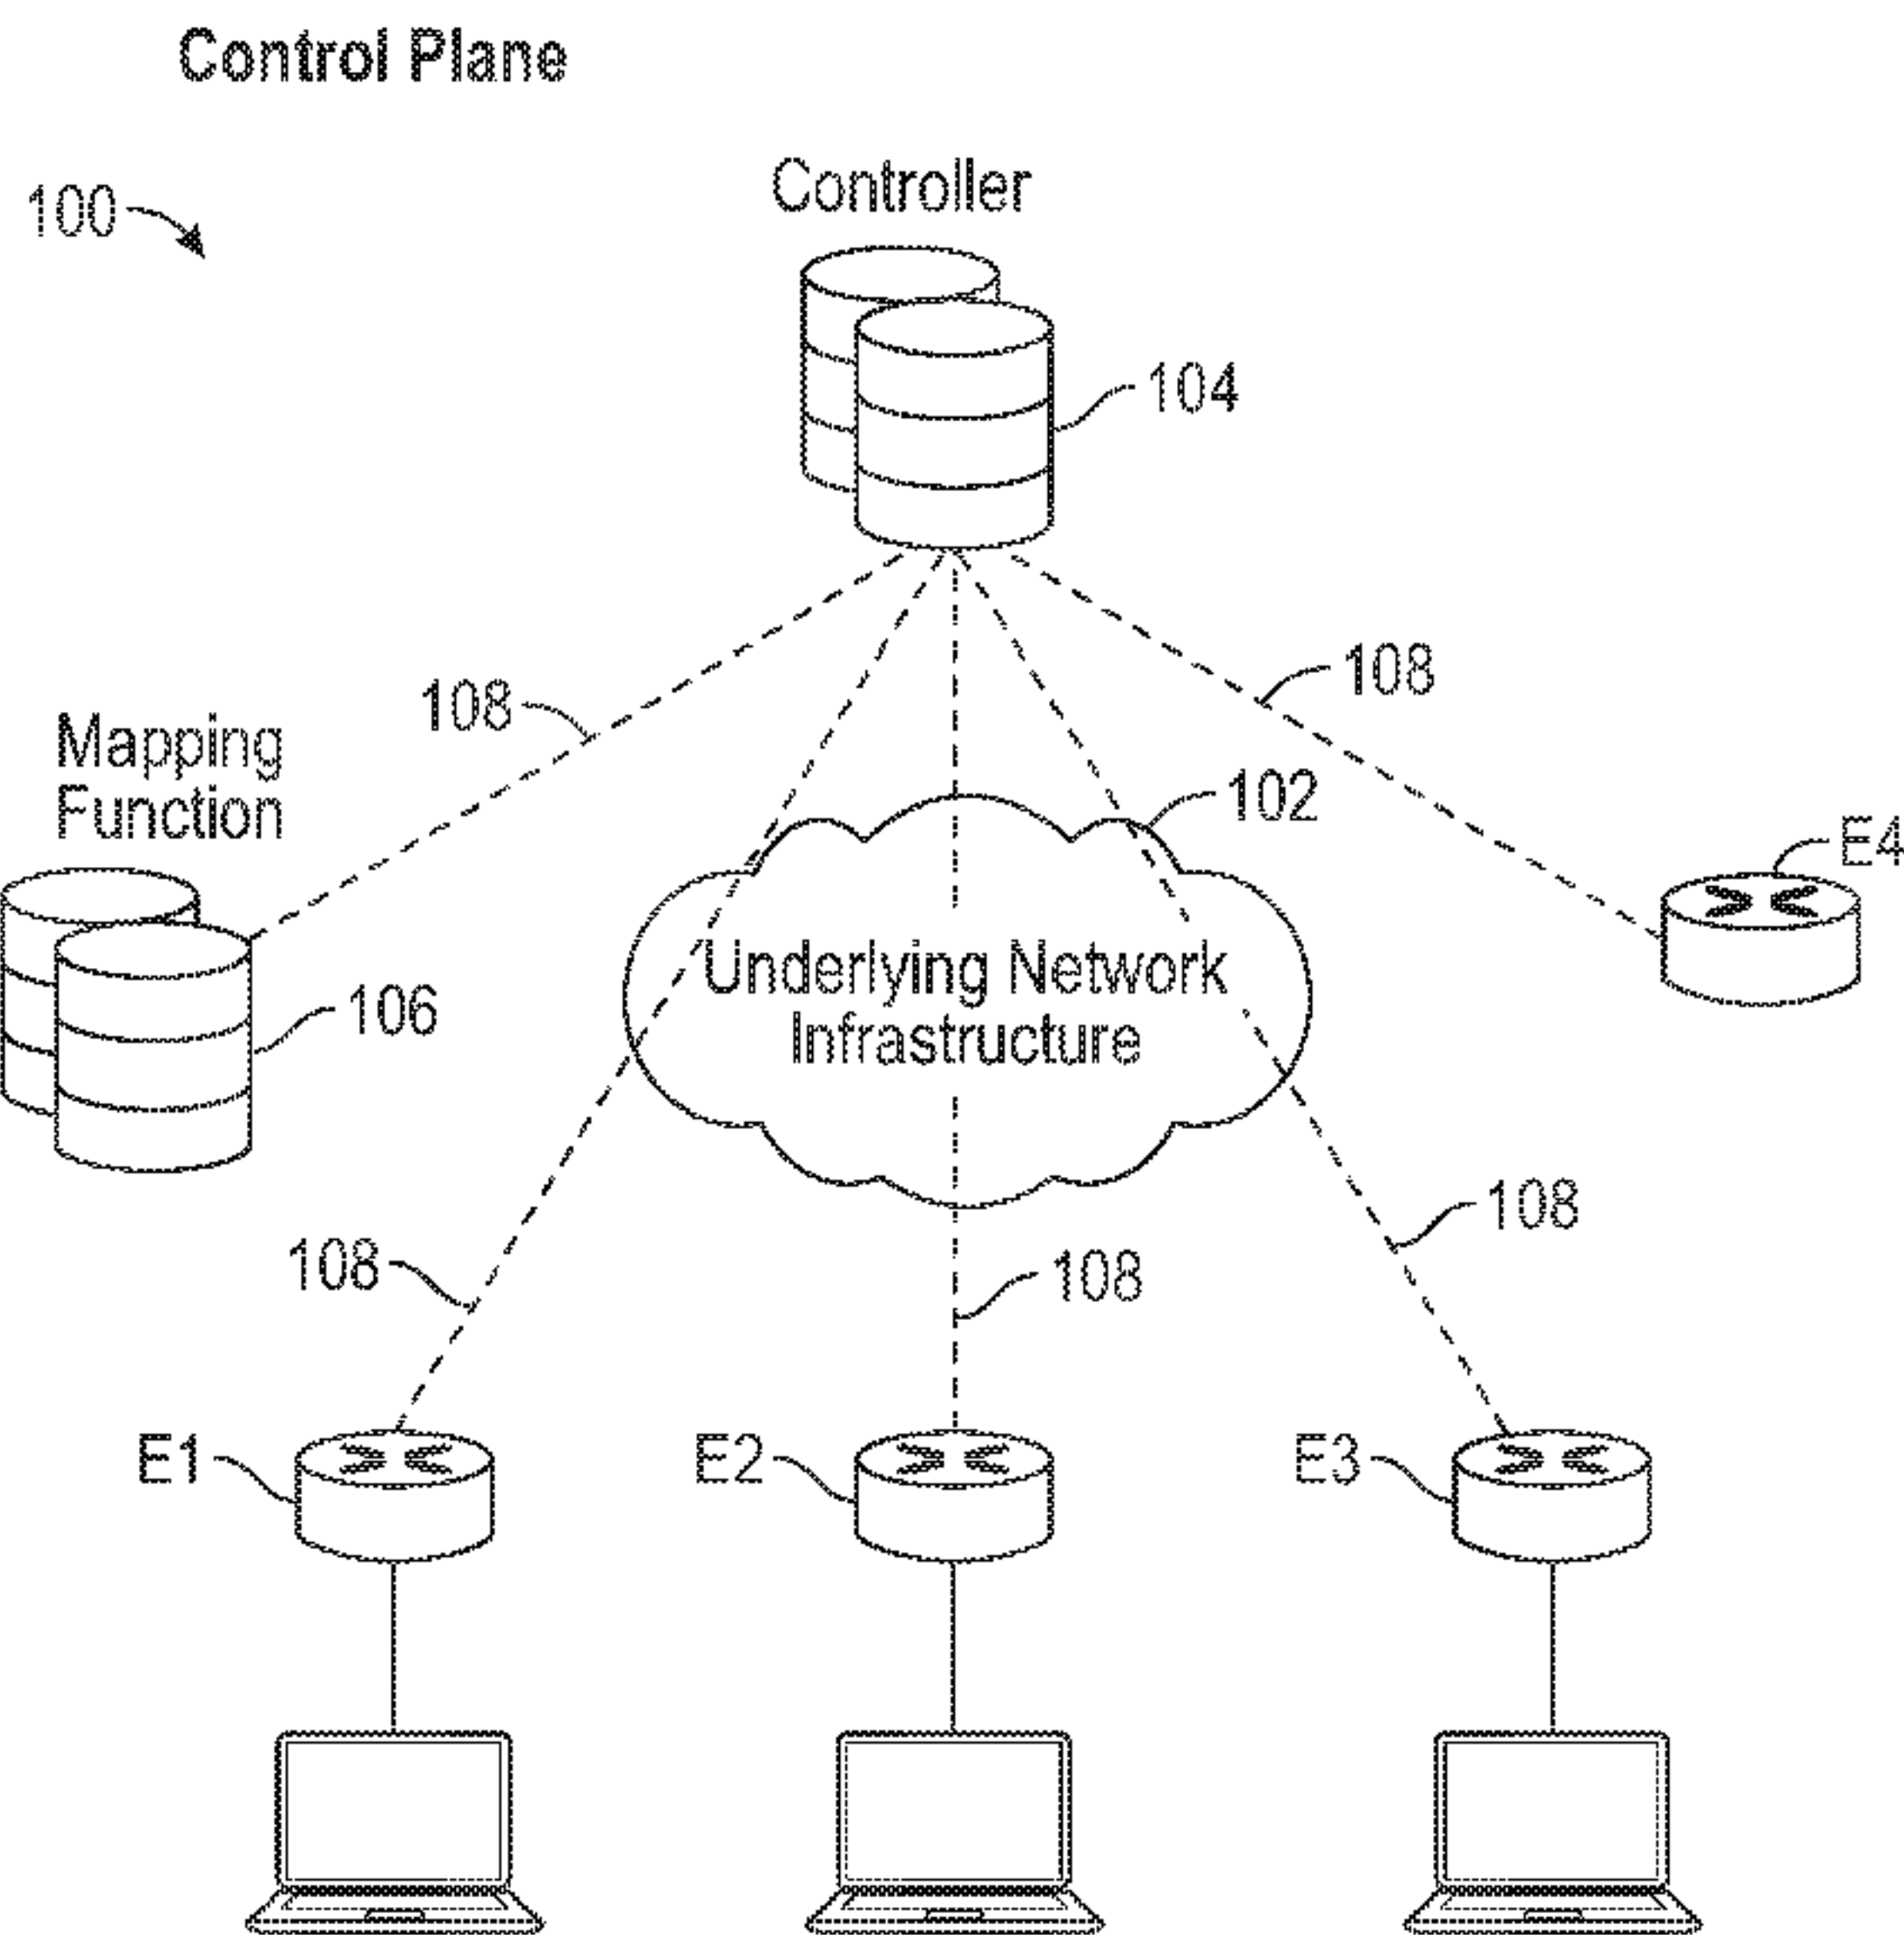 Control Plane
100
Controller
104
108
108
Mapping
Function
102
E4
Underlying Network
Infrastructure
106
108
108
108
E1
E2
E3